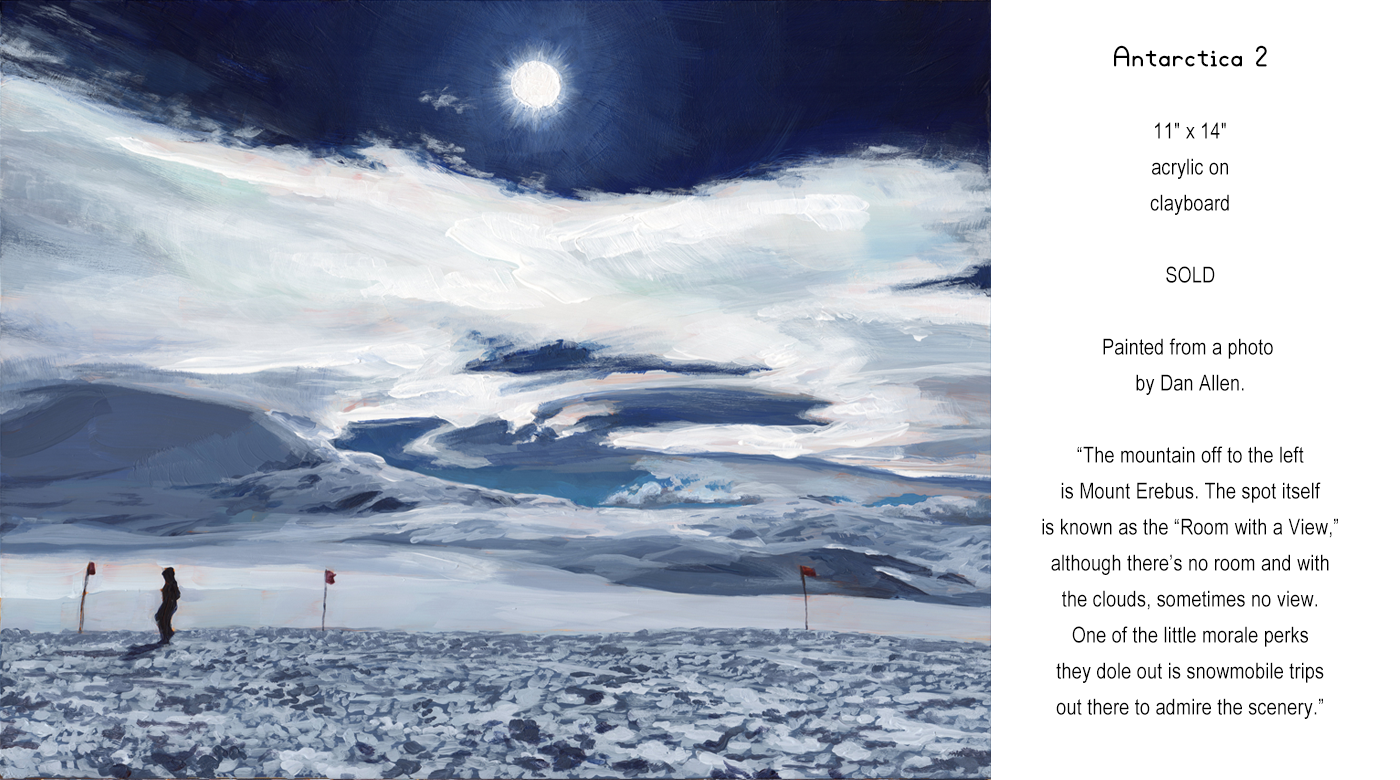 Antarctica 2
11" x 14"
acrylic on
clayboard
SOLD
Painted from a photo
by Dan Allen.
“The mountain off to the left
is Mount Erebus. The spot itself
is known as the “Room with a View,”
although there’s no room and with
the clouds, sometimes no view.
One of the little morale perks
they dole out is snowmobile trips
out there to admire the scenery.”